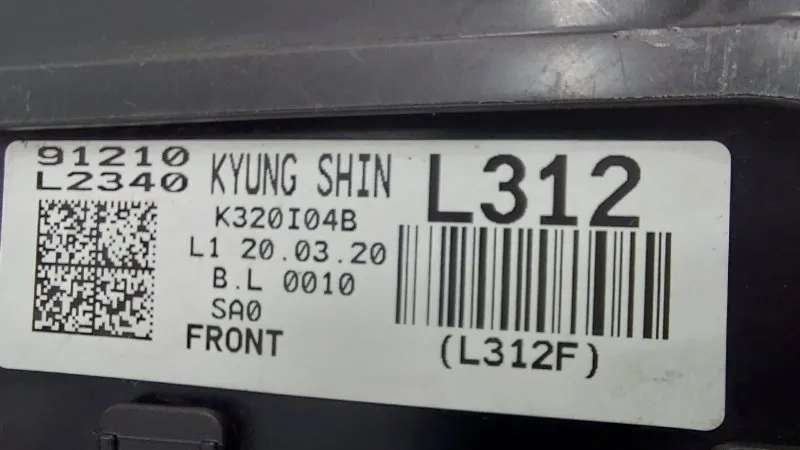 91210
L2340
KYUNG SHIN
L312
K320I04B
L1 20.03.20
B.L 0010
SA0
FRONT
(L312F)